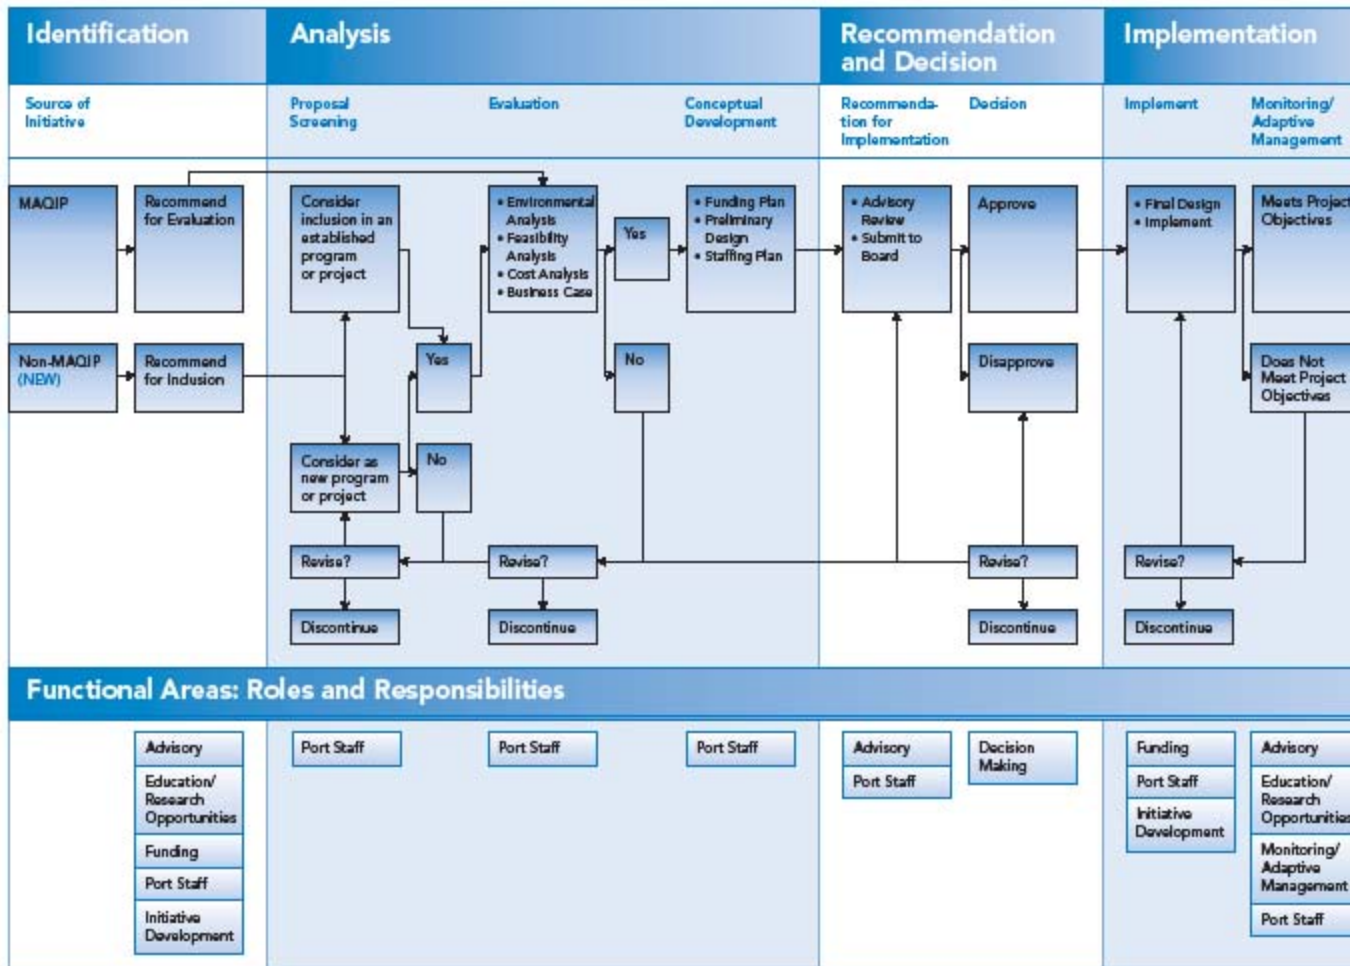 Identification
Analysis
Recommendation
and Decision
Implementation
Source of
Initiative
Proposal
Screening
Evaluation
Conceptual
Development
Recommenda-
tion for
Implementation
Decision
Implement
Monitoring/
Adaptive
Management
MAQIP
Recommend
for Evaluation
Consider
inclusion in an
established
program
or project
• Environmental
Analysis
• Feasibility
Analysis
• Cost Analysis
• Business Case
Yes
• Funding Plan
• Preliminary
Design
• Staffing Plan
• Advisory
Review
• Submit to
Board
Approve
• Final Design
• Implement
Meets Project
Objectives
Non-MAQIP
(NEW)
Recommend
for Inclusion
Yes
No
Disapprove
Does Not
Meet Project
Objectives
Consider as
new program
or project
No
Revise?
Revise?
Revise?
Revise?
Discontinue
Discontinue
Discontinue
Discontinue
Functional Areas: Roles and Responsibilities
Advisory
Education/
Research
Opportunities
Funding
Port Staff
Initiative
Development
Port Staff
Port Staff
Port Staff
Advisory
Port Staff
Decision
Making
Funding
Port Staff
Initiative
Development
Advisory
Education/
Research
Opportunities
Monitoring/
Adaptive
Management
Port Staff